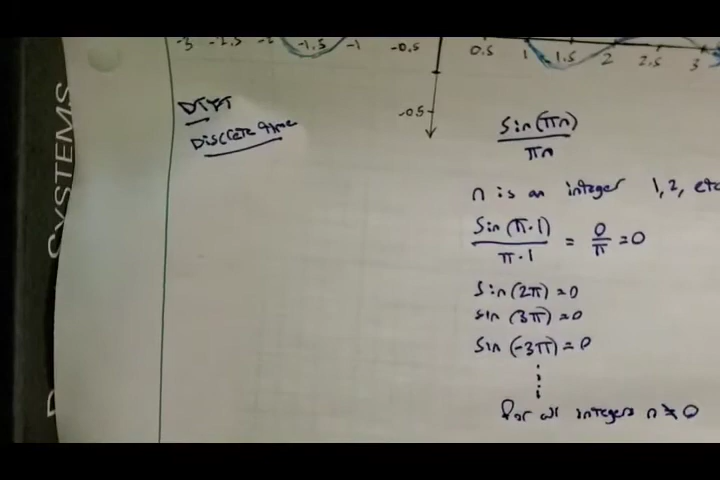 -3 -2.5 -2 -1.5 -1 -0.5 0.5 1 1.5 2 2.5 3
-0.5
SYSTEMS
DTFT
DISCRETE time
sin(πn)
πn
n is an integer 1, 2, etc
sin(π·1) = 0 = 0
π·1 π
sin(2π) = 0
sin(3π) = 0
sin(-3π) = 0
for all integers n ≠ 0